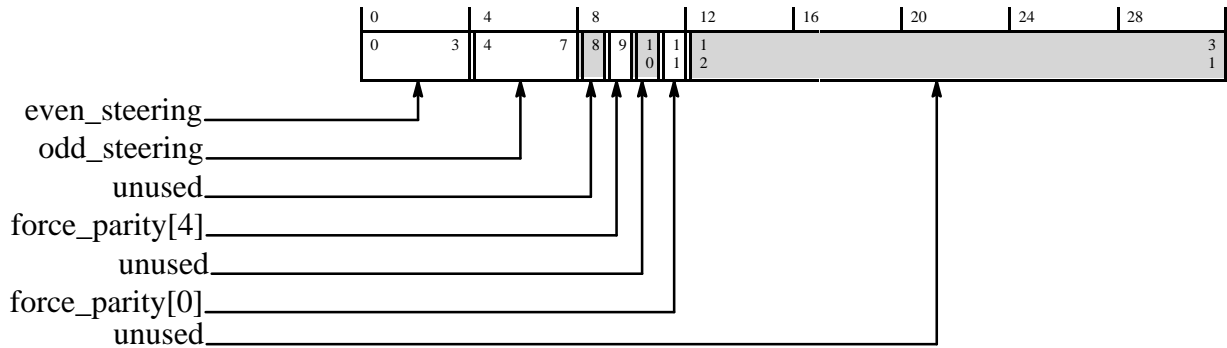 0 4 8 12 16 20 24 28
0 3 4 7 8 9 1 1 1 3
0 1 2 1
even_steering
odd_steering
unused
force_parity[4]
unused
force_parity[0]
unused